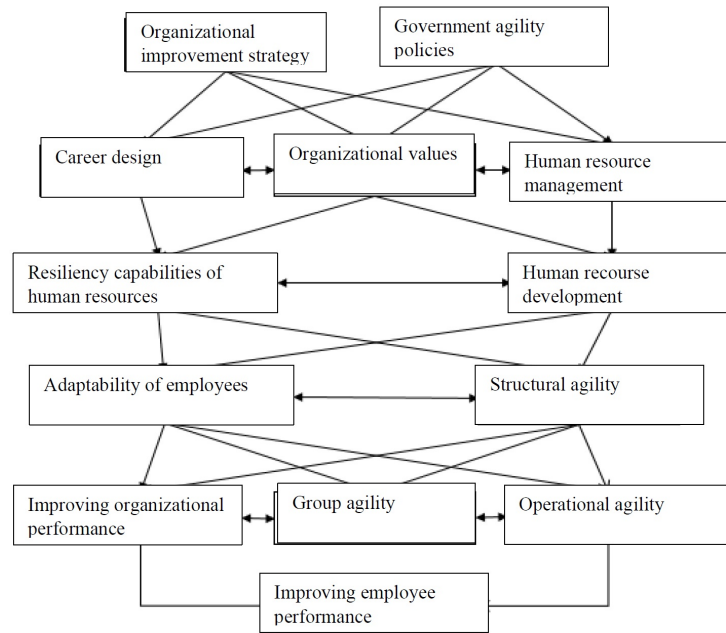 Organizational
improvement strategy
Government agility
policies
Career design
Organizational values
Human resource
management
Resiliency capabilities of
human resources
Human recourse
development
Adaptability of employees
Structural agility
Improving organizational
performance
Group agility
Operational agility
Improving employee
performance